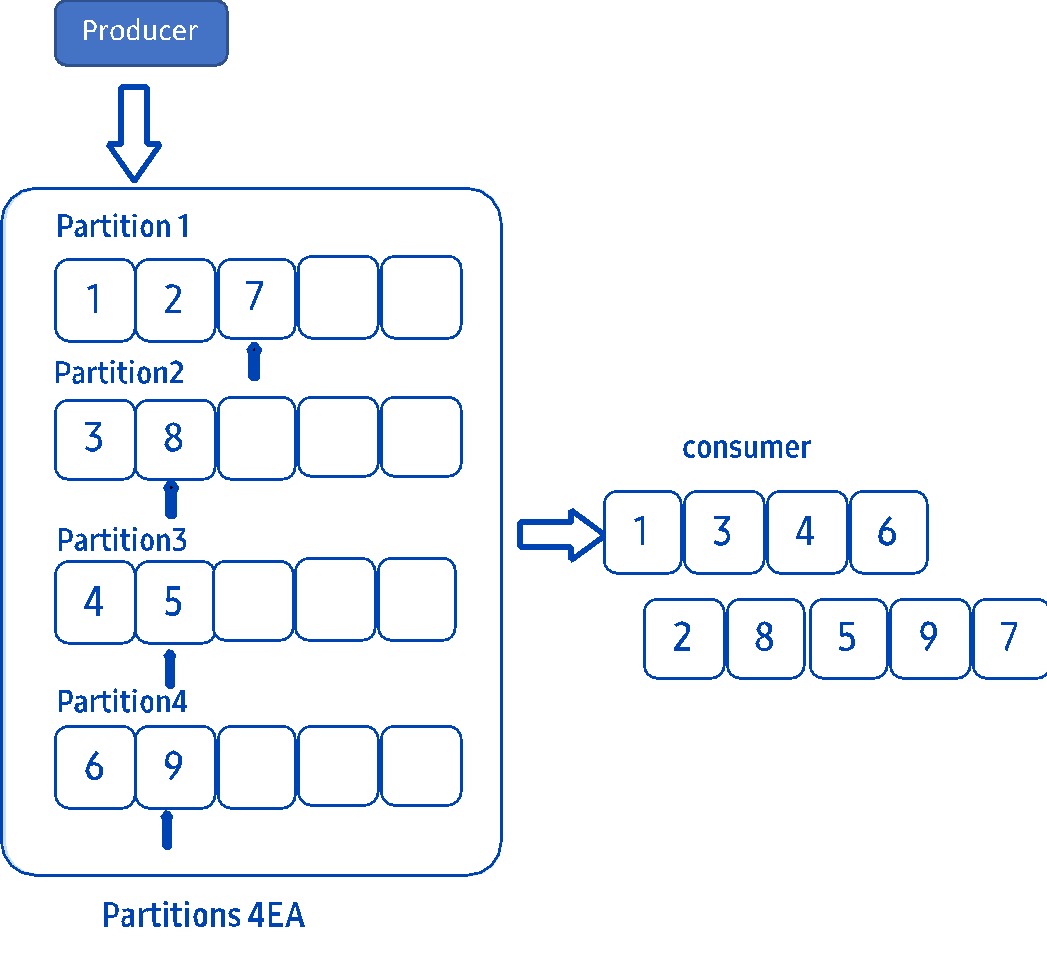 Producer
Partition 1
1 2 7
Partition2
3 8
Partition3
4 5
Partition4
6 9
Partitions 4EA
consumer
1 3 4 6
2 8 5 9 7